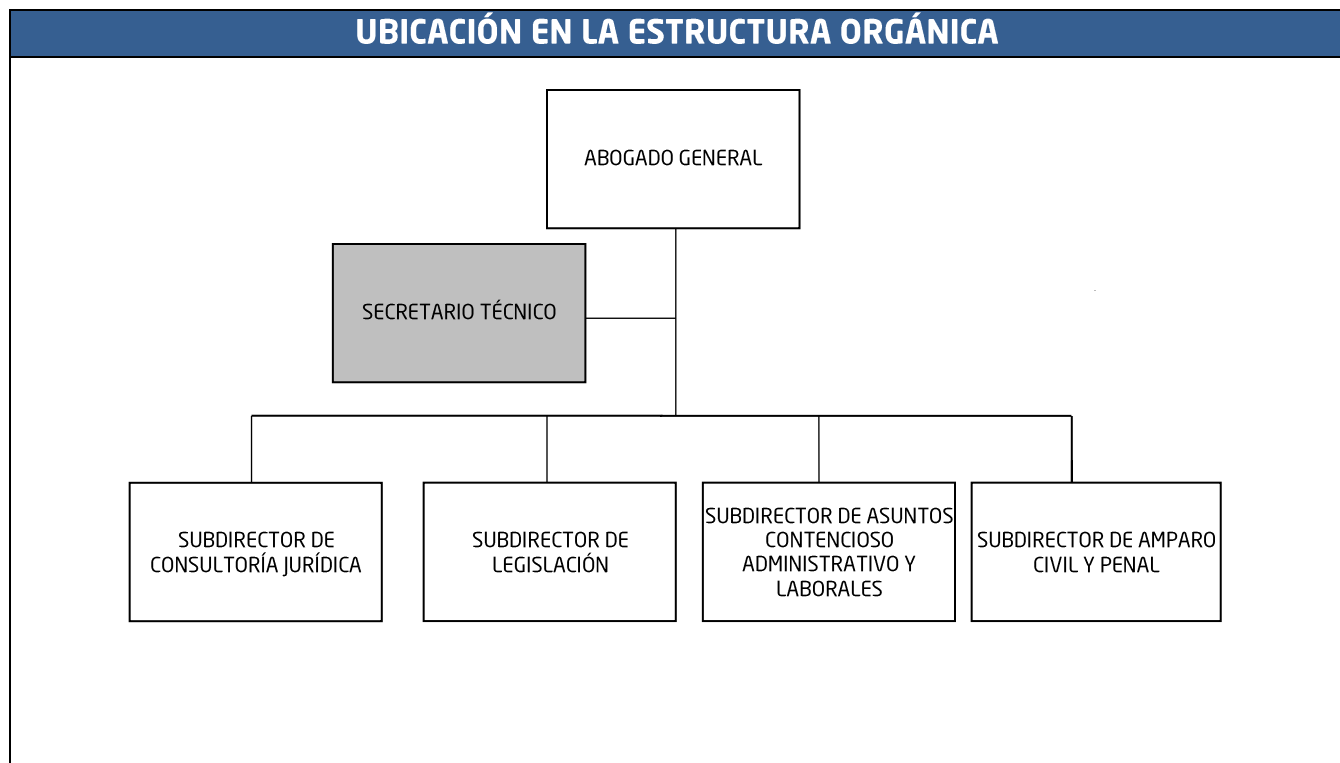 UBICACIÓN EN LA ESTRUCTURA ORGÁNICA
ABOGADO GENERAL
SECRETARIO TÉCNICO
SUBDIRECTOR DE
CONSULTORÍA JURÍDICA
SUBDIRECTOR DE
LEGISLACIÓN
SUBDIRECTOR DE ASUNTOS
CONTENCIOSO
ADMINISTRATIVO Y
LABORALES
SUBDIRECTOR DE AMPARO
CIVIL Y PENAL